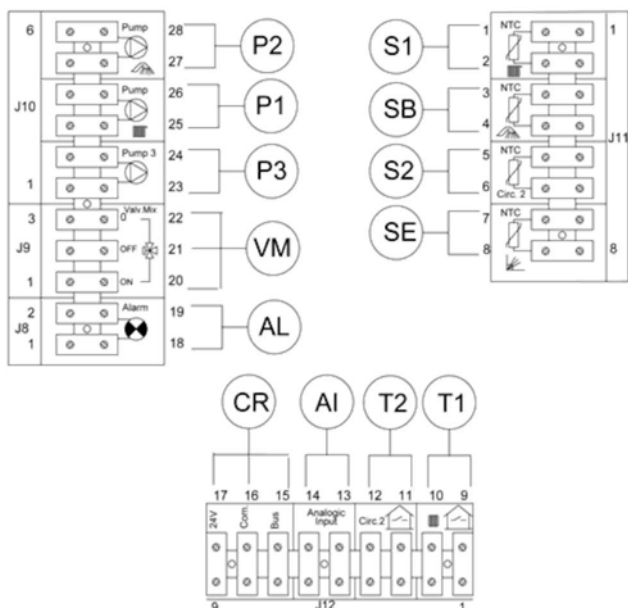 6 Pump 28
27
P2
J10 Pump 26
25
P1
1 Pump 3 24
23
P3
3 Valv.Mix
0 22
J9 OFF 21
VM
1 ON 20
2 Alarm 19
J8
AL
1 18
S1
1 NTC 1
2
SB
3 NTC
4
J11
S2
5 NTC
6 Circ. 2
SE
7 NTC
8 8
CR AI T2 T1
17 16 15 14 13 12 11 10 9
24V Com. Bus Analogic
Input Circ.2
9 J12 1